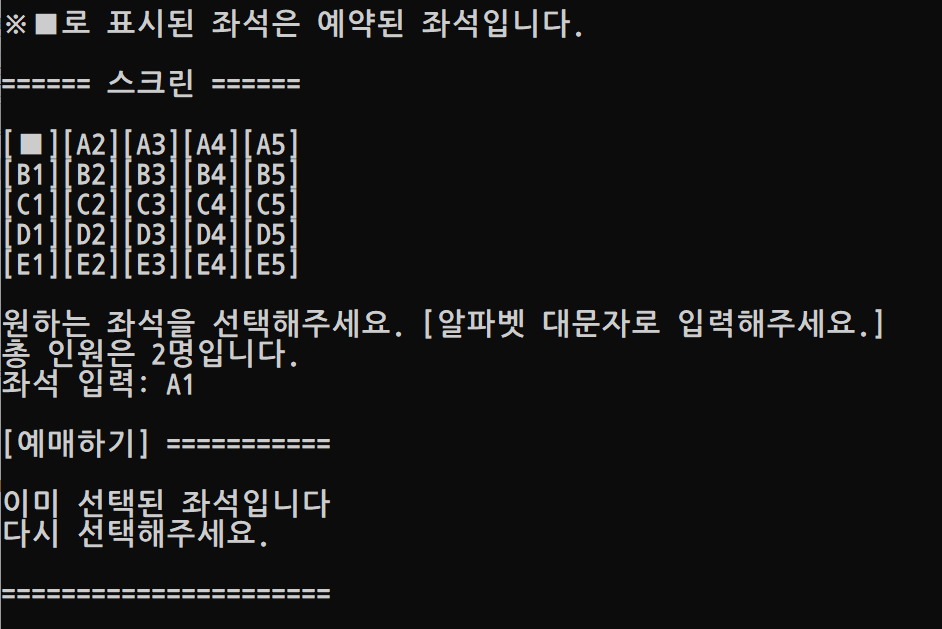 ※■로 표시된 좌석은 예약된 좌석입니다.
====== 스크린 ======
[ ■ ][A2][A3][A4][A5]
[B1][B2][B3][B4][B5]
[C1][C2][C3][C4][C5]
[D1][D2][D3][D4][D5]
[E1][E2][E3][E4][E5]
원하는 좌석을 선택해주세요. [알파벳 대문자로 입력해주세요.]
총 인원은 2명입니다.
좌석 입력: A1
[예매하기] ===========
이미 선택된 좌석입니다
다시 선택해주세요.
======================